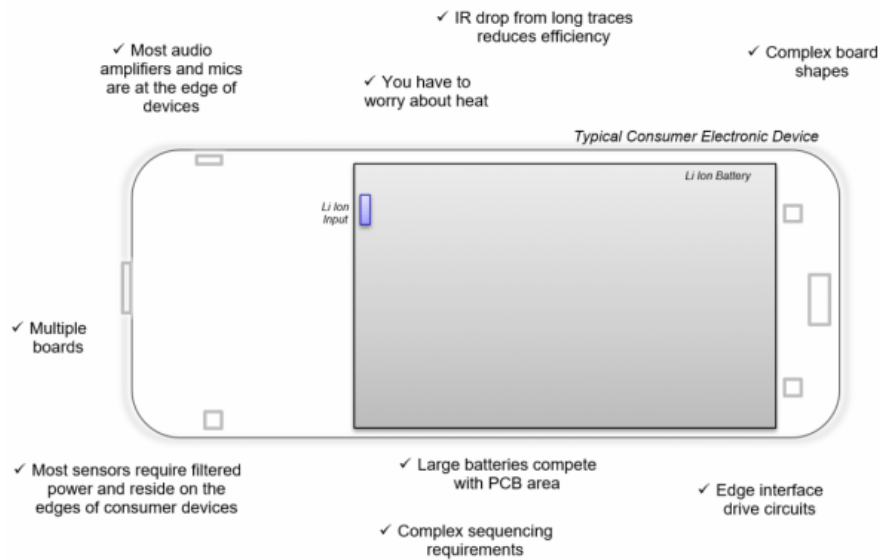 ✓ IR drop from long traces
reduces efficiency
✓ Most audio
amplifiers and mics
are at the edge of
devices
✓ You have to
worry about heat
✓ Complex board
shapes
Typical Consumer Electronic Device
Li Ion Battery
Li Ion
Input
✓ Multiple
boards
✓ Most sensors require filtered
power and reside on the
edges of consumer devices
✓ Large batteries compete
with PCB area
✓ Edge interface
drive circuits
✓ Complex sequencing
requirements